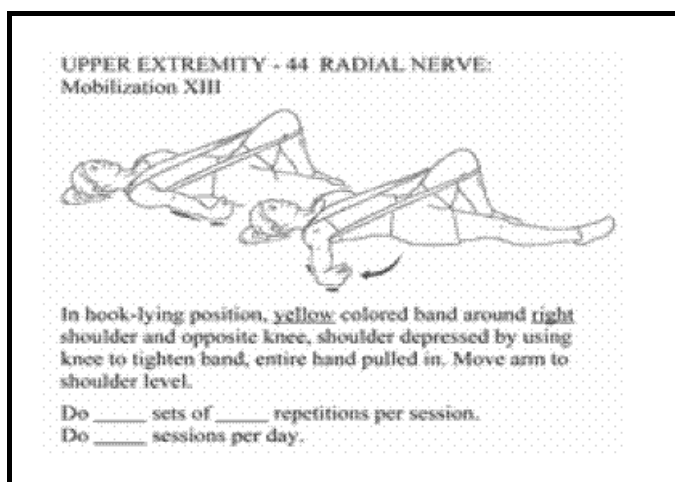 UPPER EXTREMITY - 44 RADIAL NERVE:
Mobilization XIII
In hook-lying position, yellow colored band around right
shoulder and opposite knee, shoulder depressed by using
knee to tighten band, entire hand pulled in. Move arm to
shoulder level.
Do _____ sets of _____ repetitions per session.
Do _____ sessions per day.